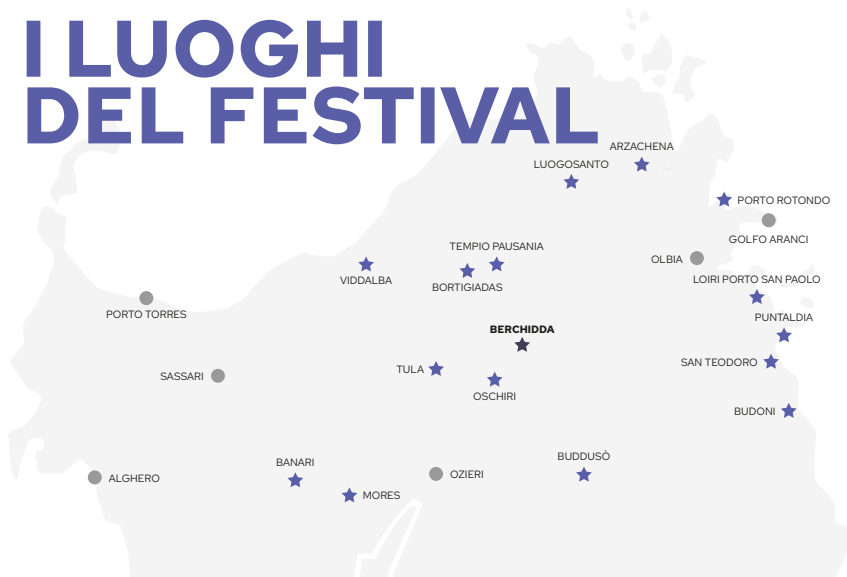 I LUOGHI
DEL FESTIVAL
ARZACHENA
LUOGOSANTO
PORTO ROTONDO
GOLFO ARANCI
TEMPIO PAUSANIA
OLBIA
VIDDALBA
BORTIGIADAS
LOIRI PORTO SAN PAOLO
PORTO TORRES
PUNTALDIA
BERCHIDDA
SAN TEODORO
TULA
SASSARI
OSCHIRI
BUDONI
BUDDUSÒ
BANARI
OZIERI
ALGHERO
MORES